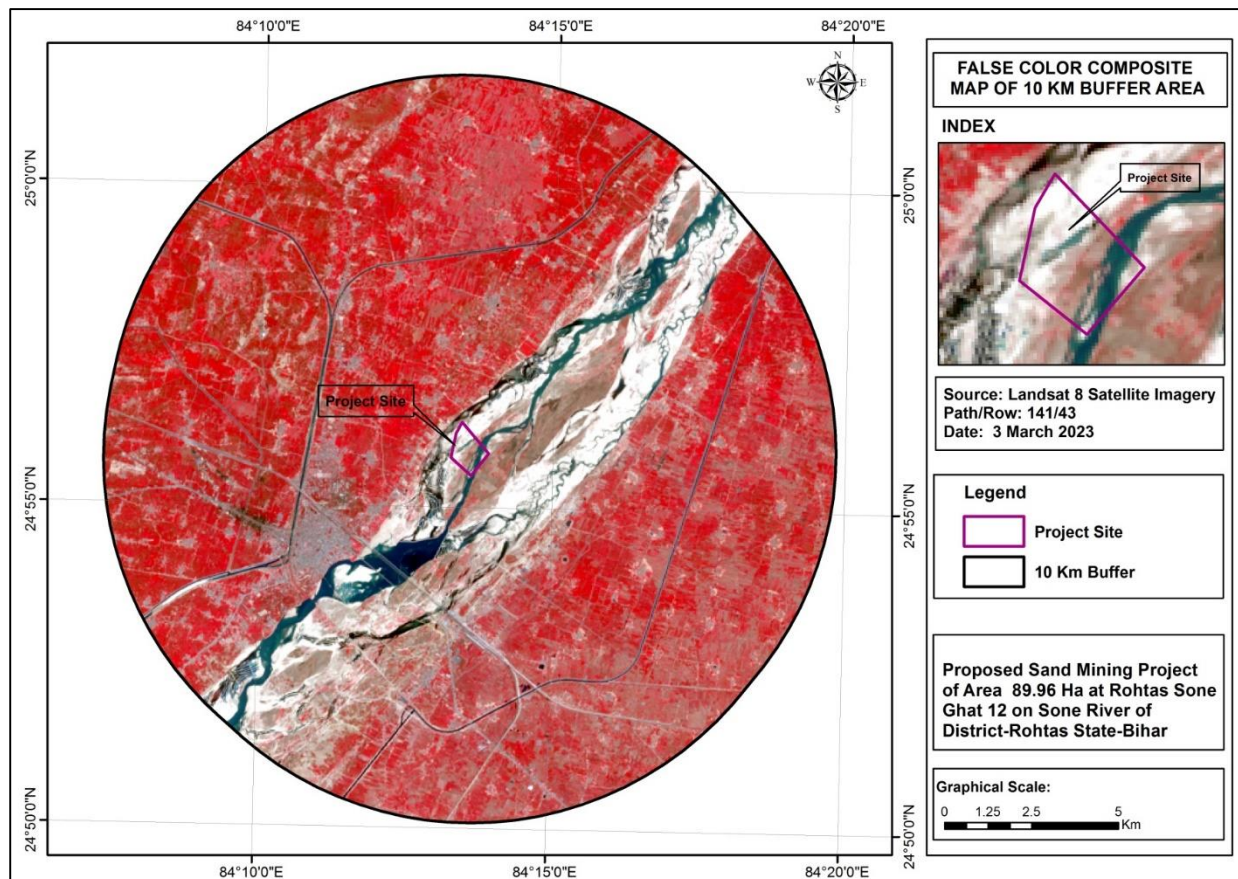 84°10'0"E
84°15'0"E
84°20'0"E
N
W
E
S
25°0'0"N
25°0'0"N
Project Site
24°55'0"N
24°55'0"N
24°50'0"N
24°50'0"N
84°10'0"E
84°15'0"E
84°20'0"E
FALSE COLOR COMPOSITE
MAP OF 10 KM BUFFER AREA
INDEX
Project Site
Source: Landsat 8 Satellite Imagery
Path/Row: 141/43
Date: 3 March 2023
Legend
Project Site
10 Km Buffer
Proposed Sand Mining Project
of Area 89.96 Ha at Rohtas Sone
Ghat 12 on Sone River of
District-Rohtas State-Bihar
Graphical Scale:
0 1.25 2.5 5
Km